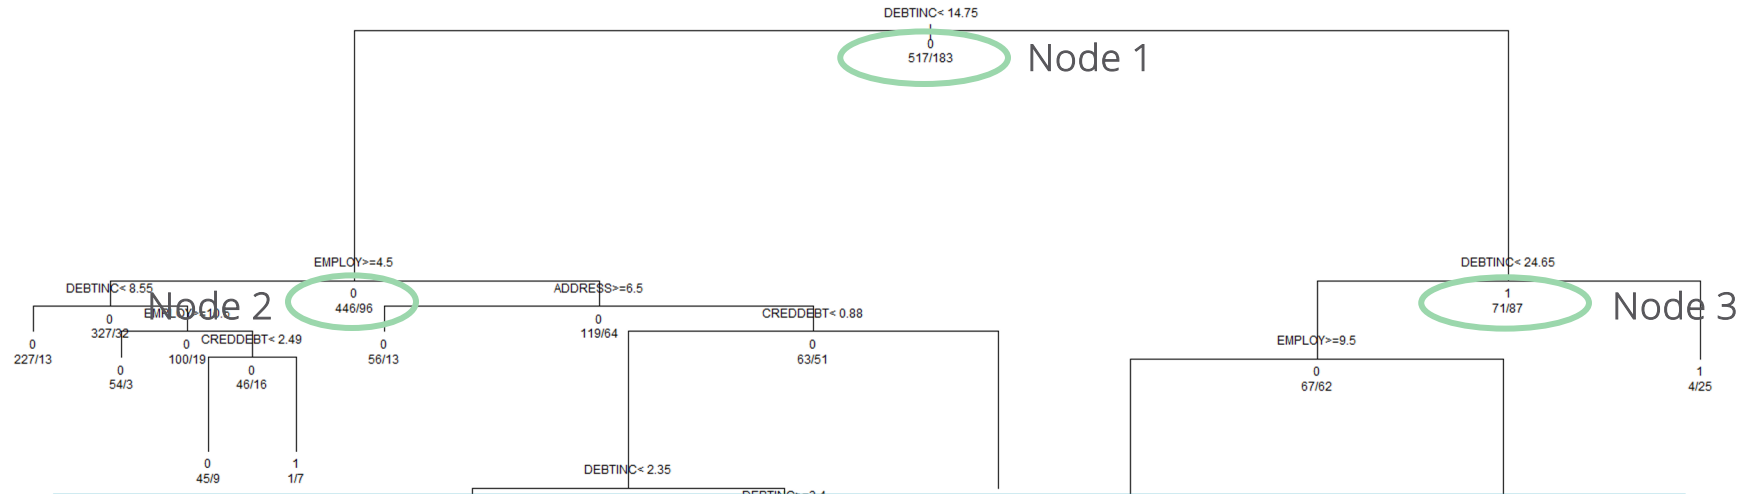 DEBTINC< 14.75
0
517/183
Node 1
EMPLOY>=4.5
0
446/96
Node 2
DEBTINC< 24.65
1
71/87
Node 3
DEBTINC< 8.55
0
327/32
ADDRESS>=6.5
0
119/64
EMPLOY>=10.5
0
100/19
CREDDEBT< 0.88
0
63/51
CREDDEBT< 2.49
0
46/16
EMPLOY>=9.5
0
67/62
0
227/13
0
54/3
0
56/13
1
4/25
0
45/9
1
1/7
DEBTINC< 2.35